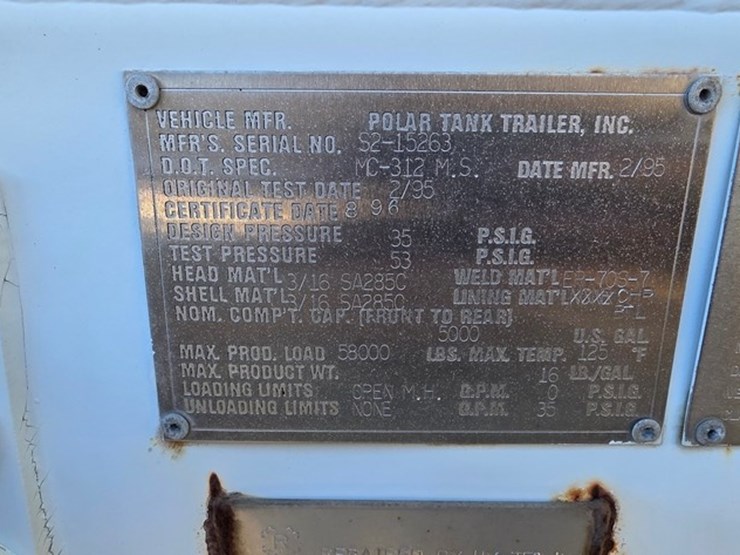 VEHICLE MFR. POLAR TANK TRAILER, INC.
MFR'S. SERIAL NO. S2-15263
D.O.T. SPEC. MC-312 M.S. DATE MFR. 2/95
ORIGINAL TEST DATE 2/95
CERTIFICATE DATE 8 96
DESIGN PRESSURE 35 P.S.I.G.
TEST PRESSURE 53 P.S.I.G.
HEAD MAT'L 3/16 SA285C WELD MAT'L ER-70S-7
SHELL MAT'L 3/16 SA285C LINING MAT'L
NOM. COMP'T. CAP. (FRONT TO REAR)
5000 U.S. GAL
MAX. PROD. LOAD 58000 LBS. MAX. TEMP. 125 °F
MAX. PRODUCT WT. 16 LB./GAL
LOADING LIMITS OPEN M.H. G.P.M. 0 P.S.I.G.
UNLOADING LIMITS NONE G.P.M. 35 P.S.I.G.